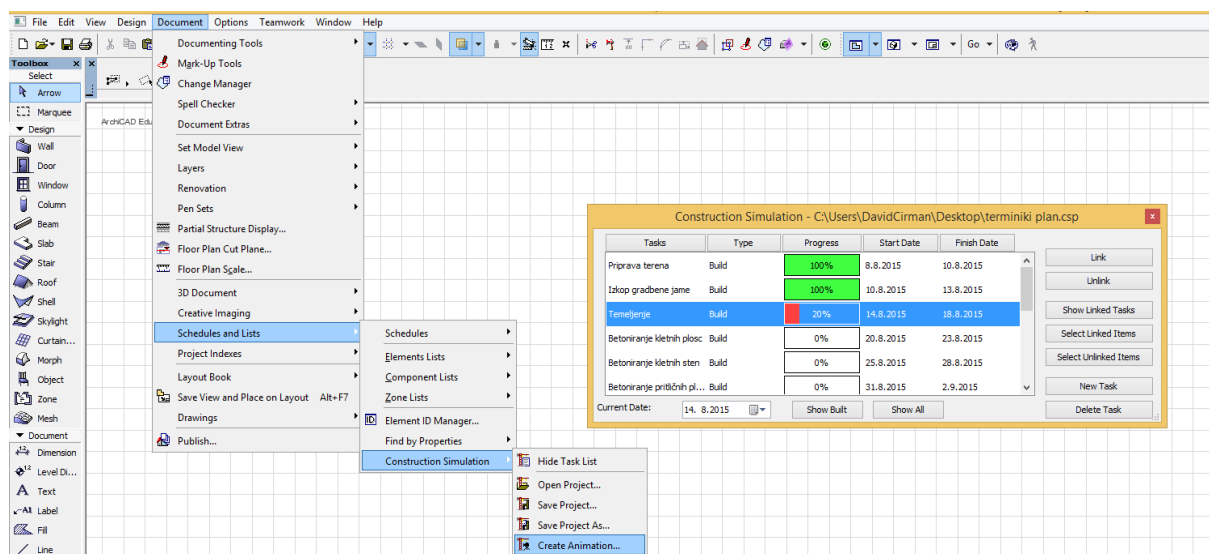 File Edit View Design Document Options Teamwork Window Help
Go
Toolbox
Select
Arrow
Marquee
Design
Wall
Door
Window
Column
Beam
Slab
Stair
Roof
Shell
Skylight
Curtain...
Morph
Object
Zone
Mesh
Document
Dimension
Level Di...
Text
Label
Fill
Line
ArchiCAD Edu
Documenting Tools
Mark-Up Tools
Change Manager
Spell Checker
Document Extras
Set Model View
Layers
Renovation
Pen Sets
Partial Structure Display...
Floor Plan Cut Plane...
Floor Plan Scale...
3D Document
Creative Imaging
Schedules and Lists
Project Indexes
Layout Book
Save View and Place on Layout Alt+F7
Drawings
Publish...
Schedules
Elements Lists
Component Lists
Zone Lists
Element ID Manager...
Find by Properties
Construction Simulation
Hide Task List
Open Project...
Save Project...
Save Project As...
Create Animation...
Construction Simulation - C:\Users\DavidCirman\Desktop\terminiki plan.csp
Tasks Type Progress Start Date Finish Date
Priprava terena Build 100% 8.8.2015 10.8.2015
Izkop gradbene jame Build 100% 10.8.2015 13.8.2015
Temeljenje Build 20% 14.8.2015 18.8.2015
Betoniranje kletnih plosc Build 0% 20.8.2015 23.8.2015
Betoniranje kletnih sten Build 0% 25.8.2015 28.8.2015
Betoniranje pritličnih pl... Build 0% 31.8.2015 2.9.2015
Current Date: 14. 8.2015 Show Built Show All
Link
Unlink
Show Linked Tasks
Select Linked Items
Select Unlinked Items
New Task
Delete Task